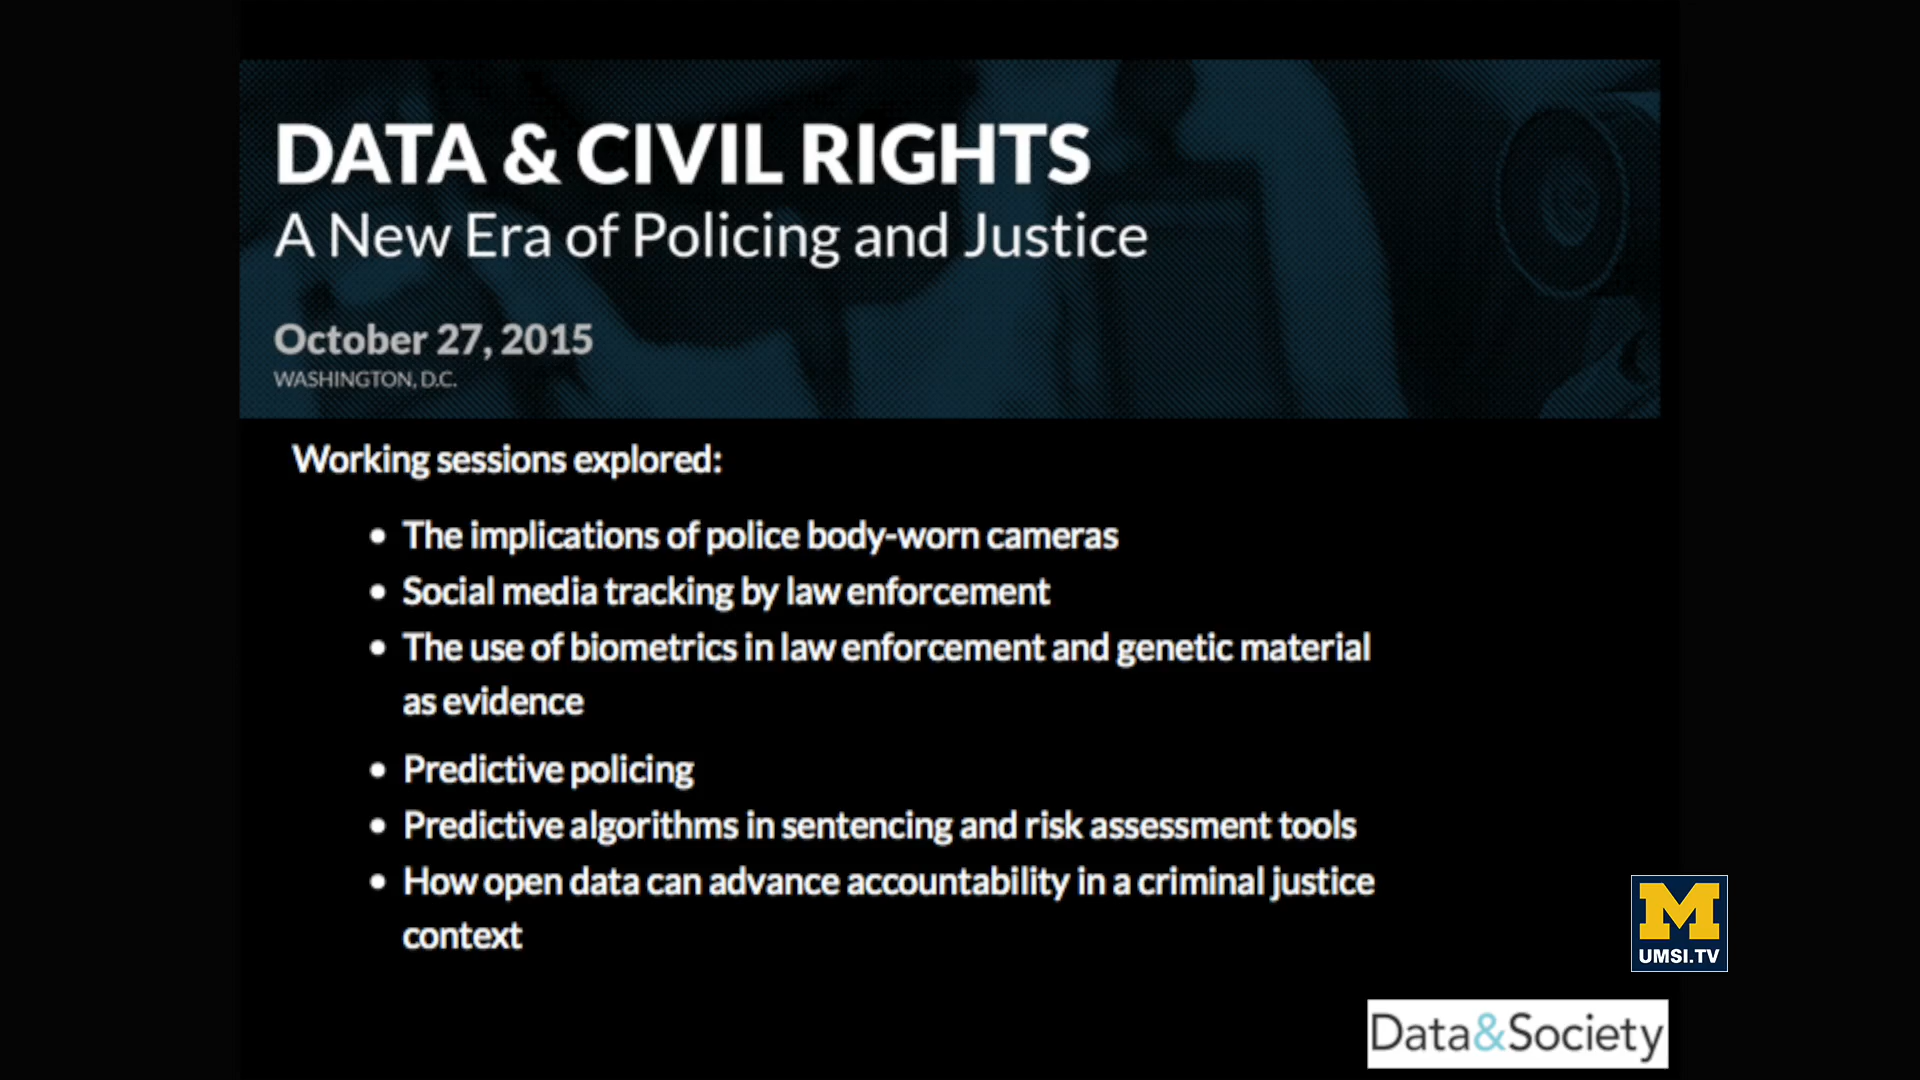 DATA & CIVIL RIGHTS
A New Era of Policing and Justice
October 27, 2015
WASHINGTON, D.C.
Working sessions explored:
• The implications of police body-worn cameras
• Social media tracking by law enforcement
• The use of biometrics in law enforcement and genetic material
as evidence
• Predictive policing
• Predictive algorithms in sentencing and risk assessment tools
• How open data can advance accountability in a criminal justice
context
M
UMSI.TV
Data&Society